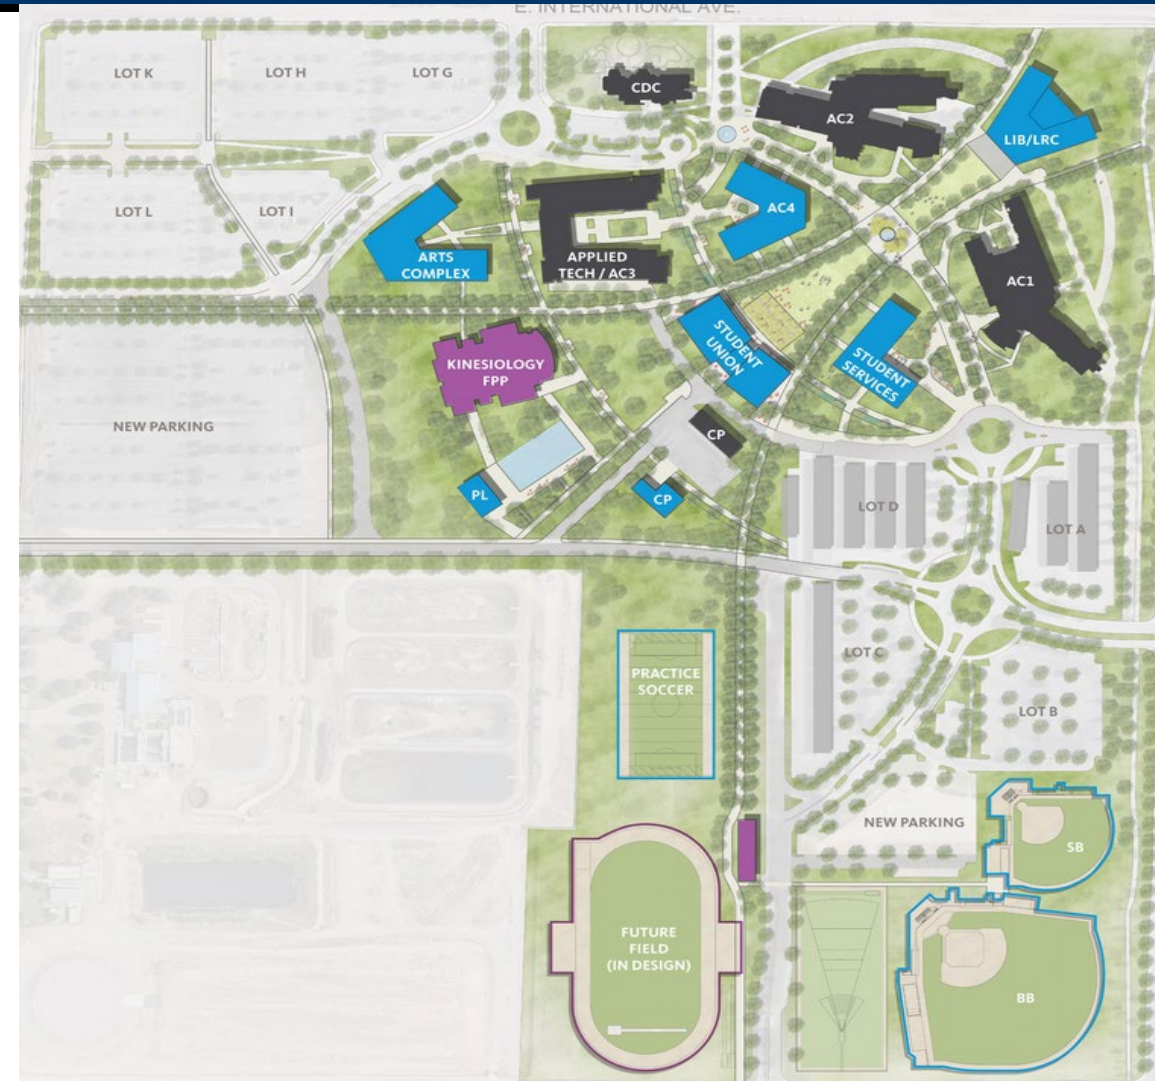 E. INTERNATIONAL AVE.
LOT K
LOT H
LOT G
CDC
AC2
LIB/LRC
LOT L
LOT I
ARTS
COMPLEX
APPLIED
TECH / AC3
AC4
AC1
KINESIOLOGY
FPP
STUDENT
UNION
STUDENT
SERVICES
NEW PARKING
CP
PL
CP
LOT D
LOT A
PRACTICE
SOCCER
LOT C
LOT B
NEW PARKING
SB
FUTURE
FIELD
(IN DESIGN)
BB